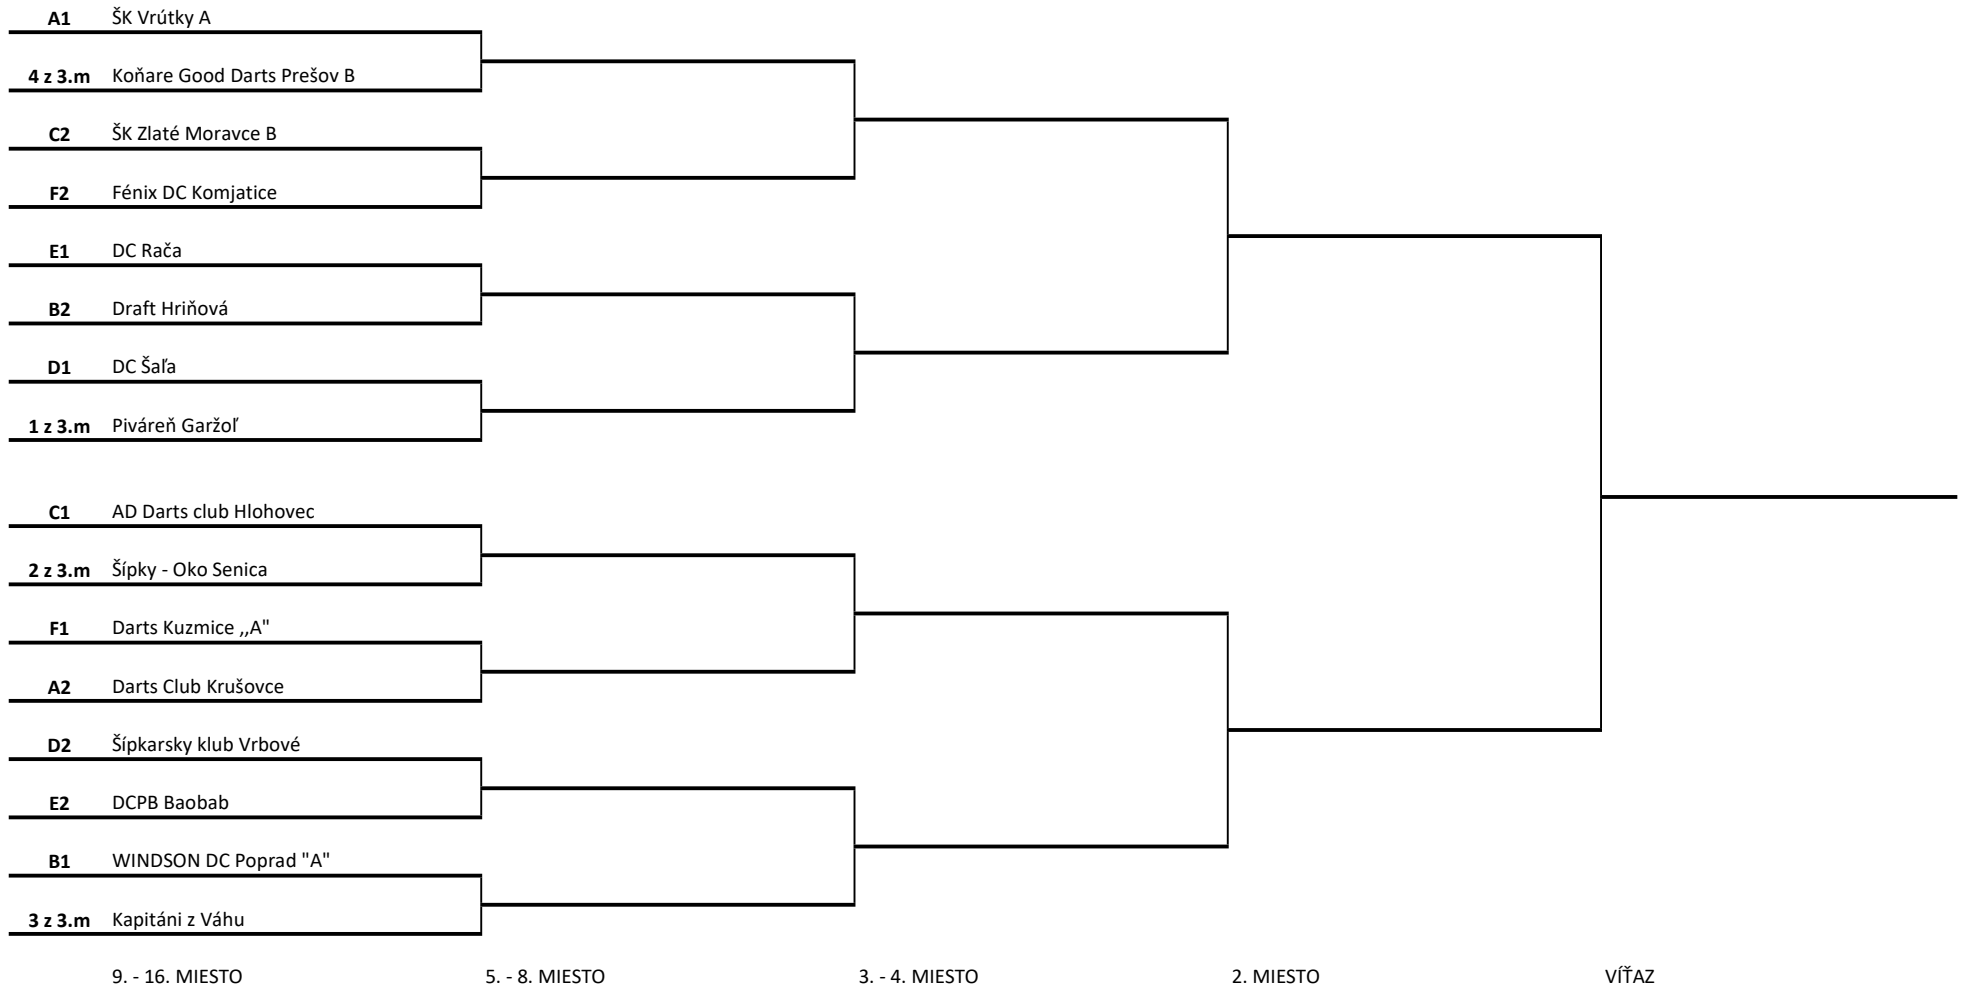 A1 ŠK Vrútky A
4 z 3.m Koňare Good Darts Prešov B
C2 ŠK Zlaté Moravce B
F2 Fénix DC Komjatice
E1 DC Rača
B2 Draft Hriňová
D1 DC Šaľa
1 z 3.m Piváreň Garžoľ
C1 AD Darts club Hlohovec
2 z 3.m Šípky - Oko Senica
F1 Darts Kuzmice ,,A"
A2 Darts Club Krušovce
D2 Šípkarsky klub Vrbové
E2 DCPB Baobab
B1 WINDSON DC Poprad "A"
3 z 3.m Kapitáni z Váhu
9. - 16. MIESTO 5. - 8. MIESTO 3. - 4. MIESTO 2. MIESTO VÍŤAZ